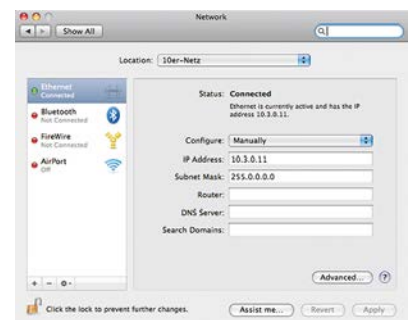 Network
Show All
Location: 10er-Netz
Ethernet
Connected
Bluetooth
Not Connected
FireWire
Not Connected
AirPort
Off
Status: Connected
Ethernet is currently active and has the IP
address 10.3.0.11.
Configure: Manually
IP Address: 10.3.0.11
Subnet Mask: 255.0.0.0.0
Router:
DNS Server:
Search Domains:
Advanced... ?
Click the lock to prevent further changes.
Assist me... Revert Apply